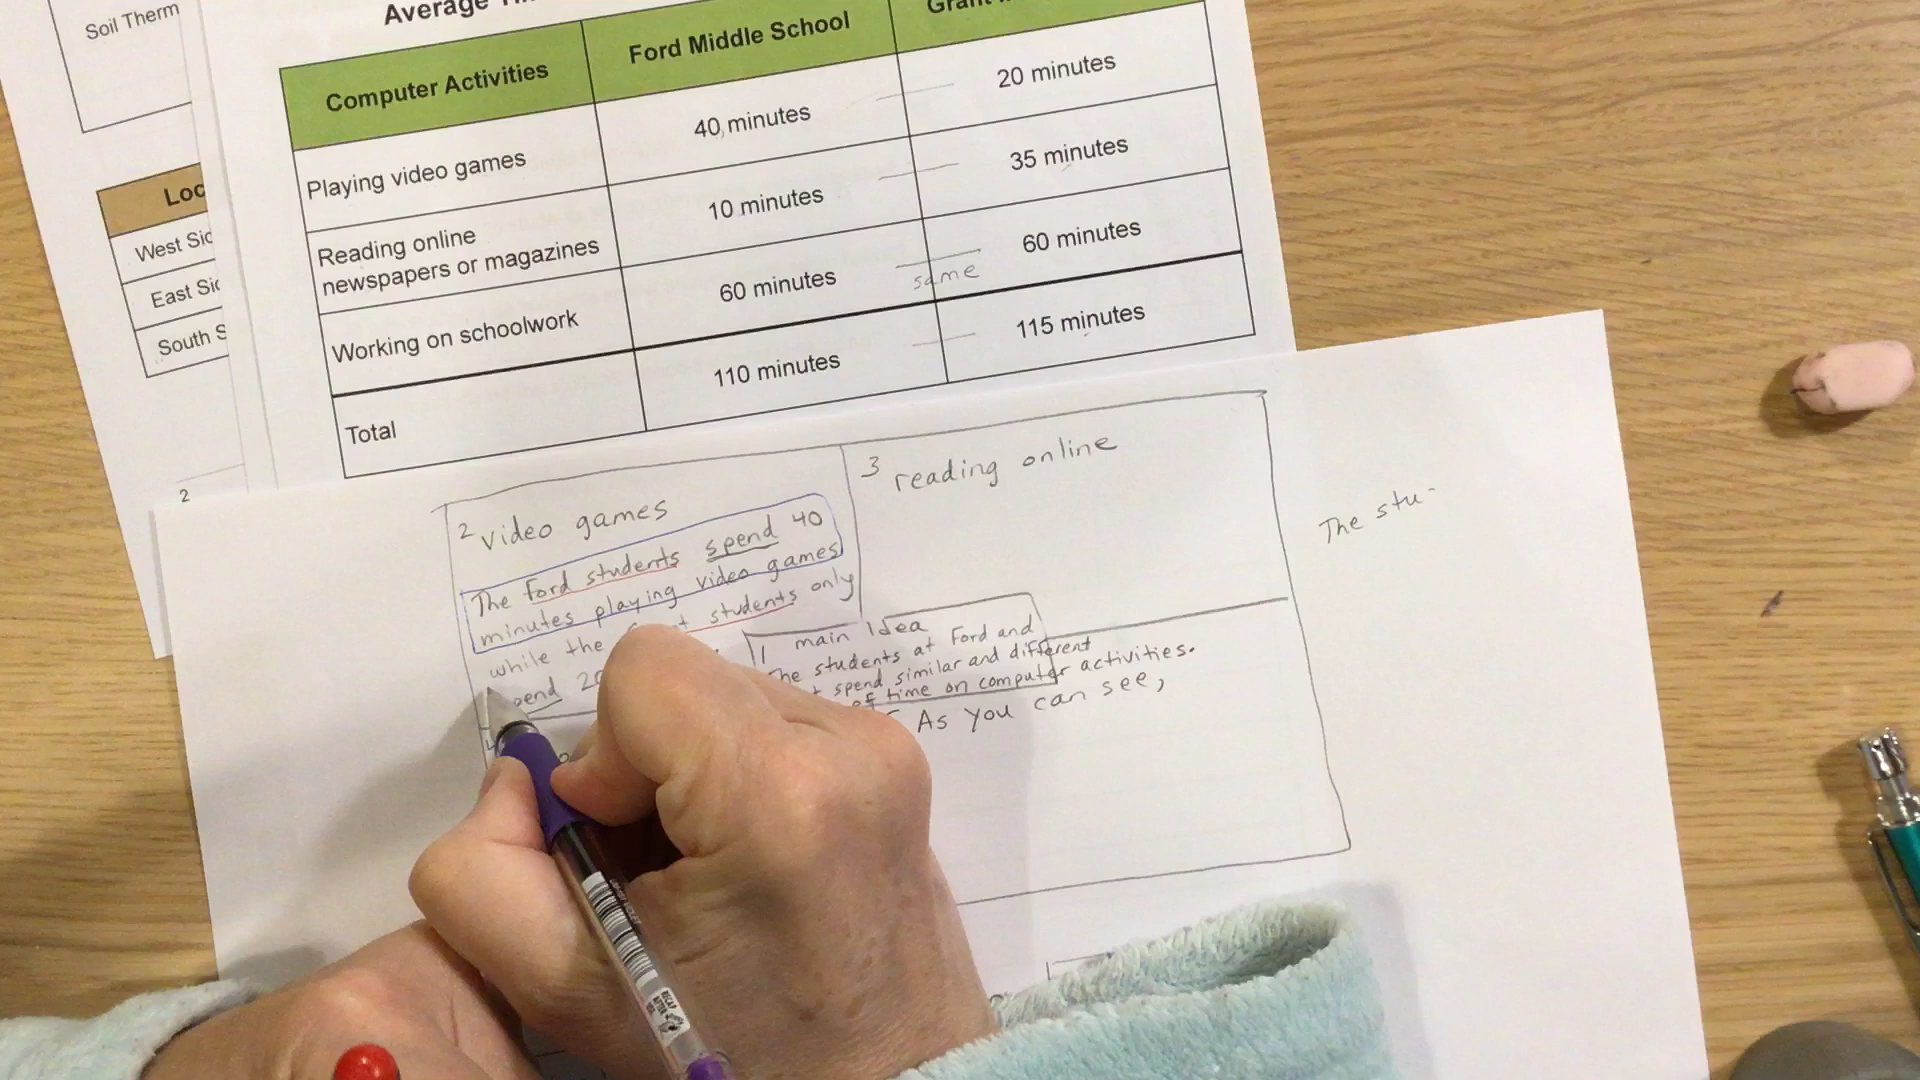 Soil Therm
Average
Computer Activities
Ford Middle School
Grant
Playing video games
40 minutes
20 minutes
Reading online
newspapers or magazines
10 minutes
35 minutes
Working on schoolwork
60 minutes
same
60 minutes
Total
110 minutes
115 minutes
Loc
West Sid
East Sid
South S
2
2 video games
The Ford students spend 40
minutes playing video games
while the students only
spend
3 reading online
1 main Idea
The students at Ford and
spend similar and different
of time on computer activities.
As you can see,
The stu-